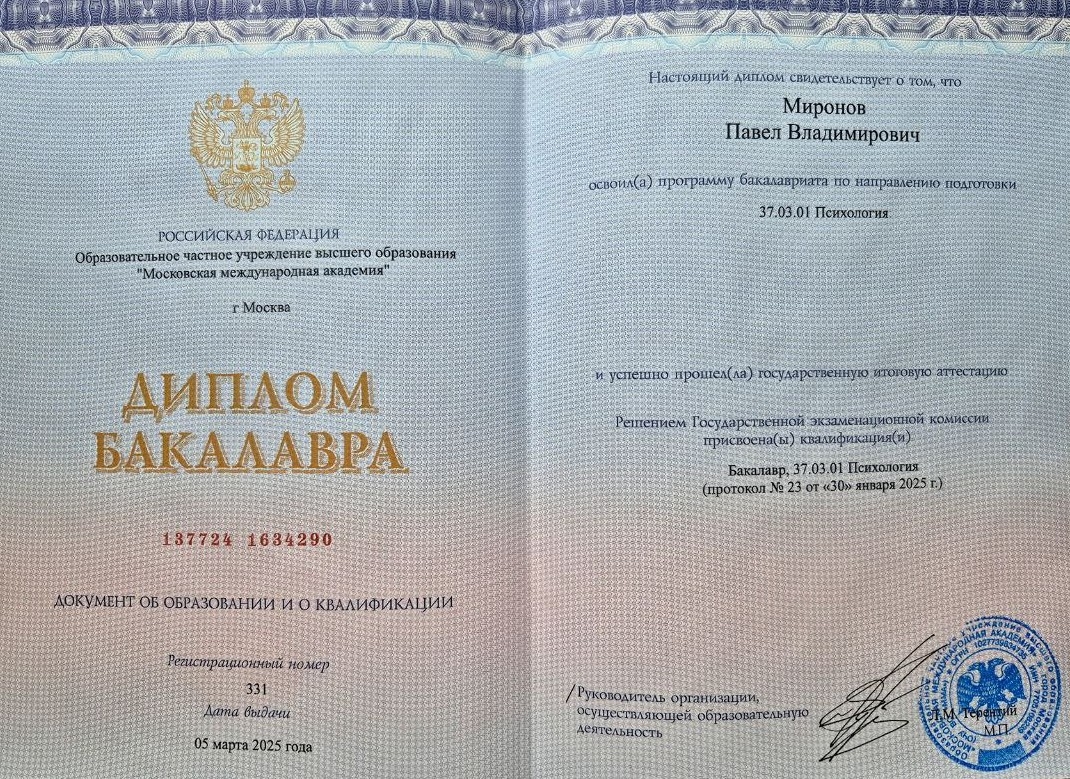 РОССИЙСКАЯ ФЕДЕРАЦИЯ
Образовательное частное учреждение высшего образования
"Московская международная академия"
г Москва
ДИПЛОМ
БАКАЛАВРА
137724 1634290
ДОКУМЕНТ ОБ ОБРАЗОВАНИИ И О КВАЛИФИКАЦИИ
Регистрационный номер
331
Дата выдачи
05 марта 2025 года
Настоящий диплом свидетельствует о том, что
Миронов
Павел Владимирович
освоил(а) программу бакалавриата по направлению подготовки
37.03.01 Психология
и успешно прошел(ла) государственную итоговую аттестацию
Решением Государственной экзаменационной комиссии
присвоена(ы) квалификация(и)
Бакалавр, 37.03.01 Психология
(протокол № 23 от «30» января 2025 г.)
Руководитель организации,
осуществляющей образовательную
деятельность
Л.М. Терентий
М.П.